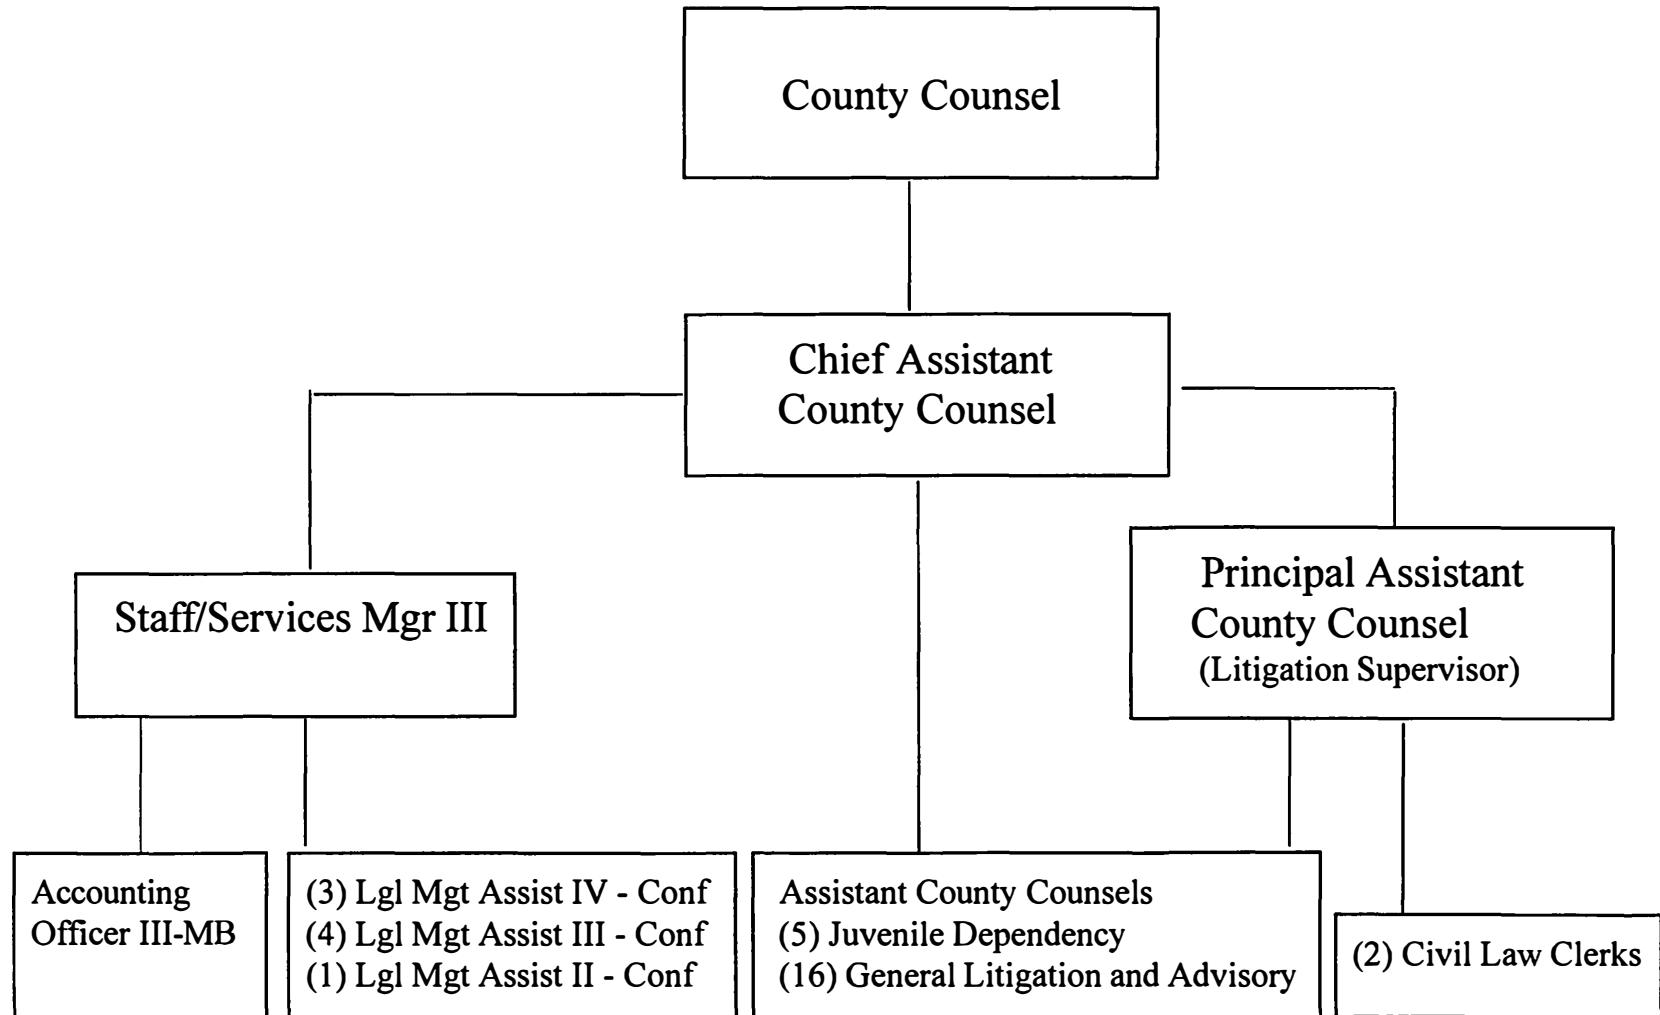 County Counsel
Chief Assistant
County Counsel
Staff/Services Mgr III
Principal Assistant
County Counsel
(Litigation Supervisor)
Accounting
Officer III-MB
(3) Lgl Mgt Assist IV - Conf
(4) Lgl Mgt Assist III - Conf
(1) Lgl Mgt Assist II - Conf
Assistant County Counsels
(5) Juvenile Dependency
(16) General Litigation and Advisory
(2) Civil Law Clerks